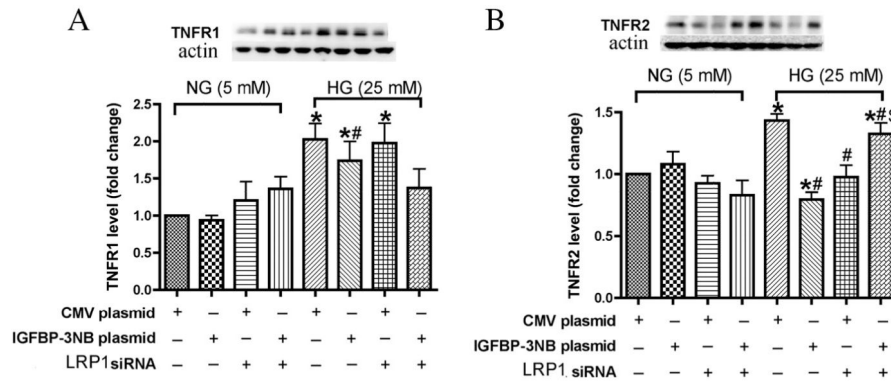 A
TNFR1
actin
NG (5 mM)
HG (25 mM)
TNFR1 level (fold change)
2.5
2.0
1.5
1.0
0.5
0.0
* *# *
CMV plasmid + – + – + – + –
IGFBP-3NB plasmid – + – + – + – +
LRP1 siRNA – – + + – – + +
B
TNFR2
actin
NG (5 mM)
HG (25 mM)
TNFR2 level (fold change)
1.5
1.0
0.5
0.0
* *# # *#$
CMV plasmid + – + – + – + –
IGFBP-3NB plasmid – + – + – + – +
LRP1 siRNA – – + + – – + +